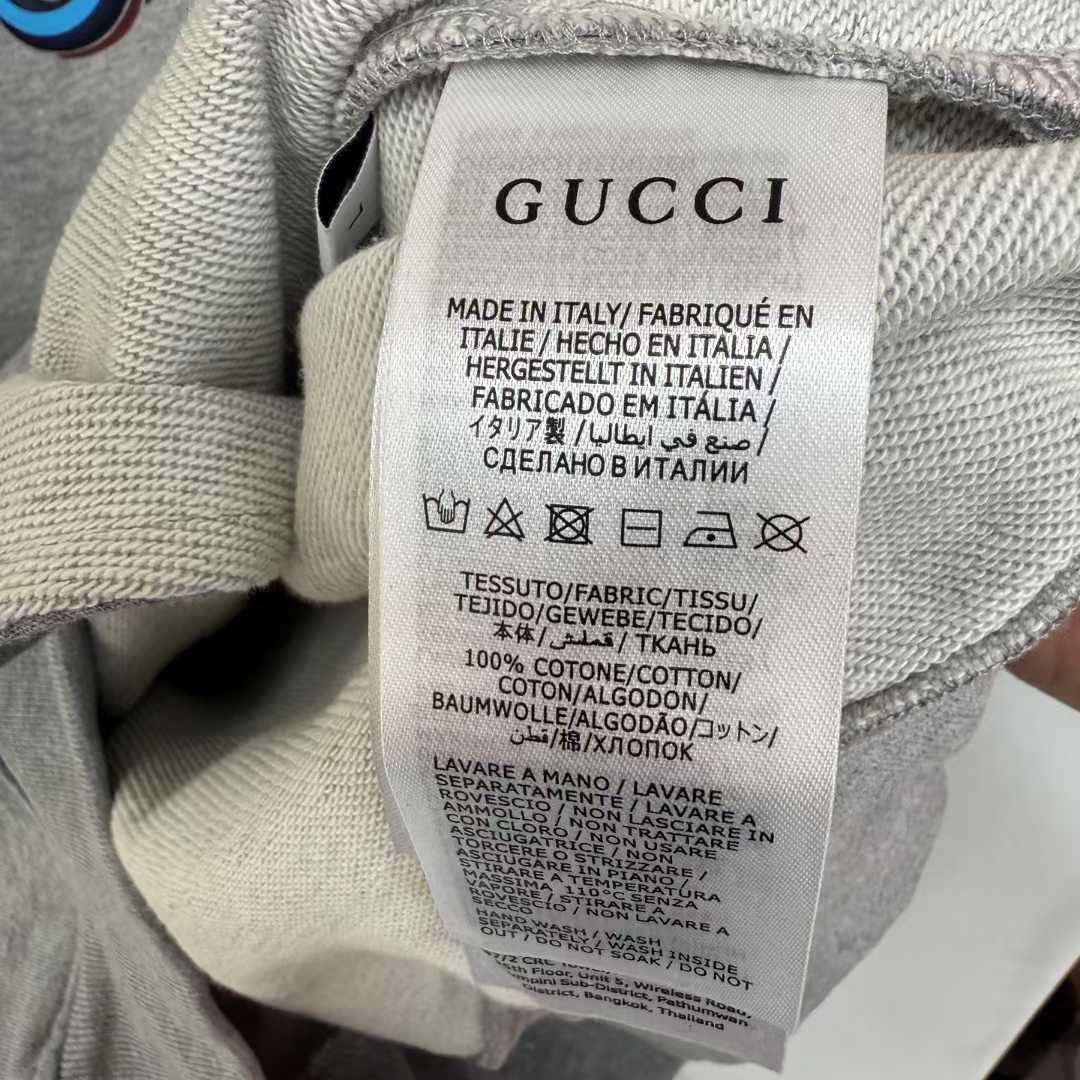 GUCCI
MADE IN ITALY/ FABRIQUÉ EN
ITALIE / HECHO EN ITALIA /
HERGESTELLT IN ITALIEN /
FABRICADO EM ITÁLIA /
イタリア製 / صنع في ايطاليا /
СДЕЛАНО В ИТАЛИИ
TESSUTO/FABRIC/TISSU/
TEJIDO/GEWEBE/TECIDO/
本体/قملش/ ТКАНЬ
100% COTONE/COTTON/
COTON/ALGODON/
BAUMWOLLE/ALGODÃO/コットン/
قطن/棉/ХЛОПОК
LAVARE A MANO / LAVARE
SEPARATAMENTE / LAVARE A
ROVESCIO / NON LASCIARE IN
AMMOLLO / NON TRATTARE
CON CLORO / NON USARE
ASCIUGATRICE / NON
TORCERE O STRIZZARE /
ASCIUGARE IN PIANO /
STIRARE A TEMPERATURA
MASSIMA 110°C SENZA
VAPORE / STIRARE A
ROVESCIO / NON LAVARE A
SECCO
HAND WASH / WASH
SEPARATELY / WASH INSIDE
OUT / DO NOT SOAK / DO NOT
Floor, Unit 5, Wireless Road,
Sub-District, Pathumwan
District, Bangkok, Thailand